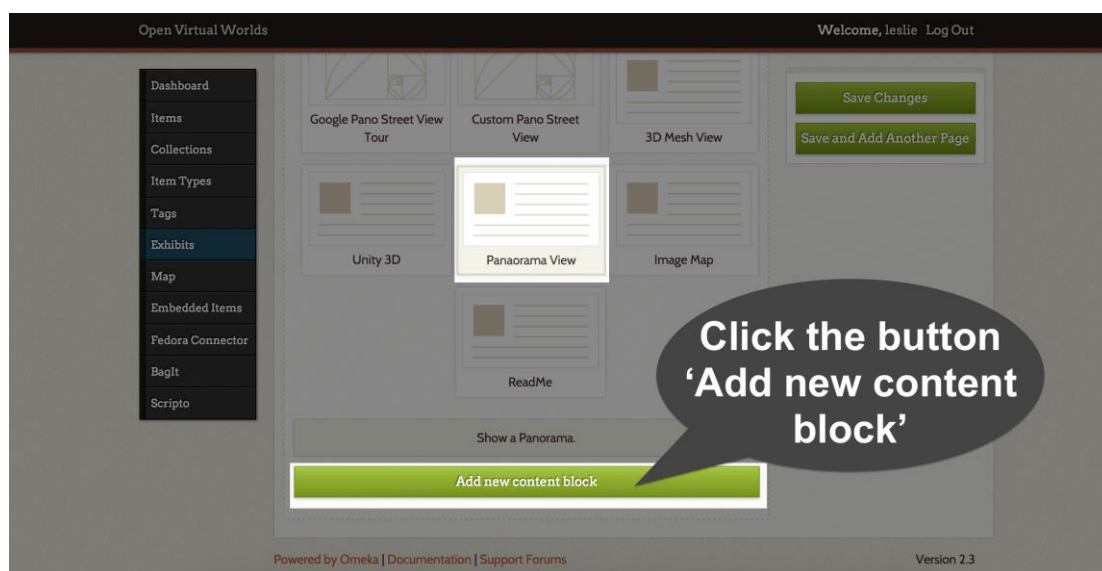 Open Virtual Worlds
Welcome, leslie Log Out
Dashboard
Items
Collections
Item Types
Tags
Exhibits
Map
Embedded Items
Fedora Connector
BagIt
Scripto
Google Pano Street View
Tour
Custom Pano Street
View
3D Mesh View
Unity 3D
Panaorama View
Image Map
ReadMe
Show a Panorama.
Add new content block
Save Changes
Save and Add Another Page
Click the button
‘Add new content
block’
Powered by Omeka | Documentation | Support Forums
Version 2.3